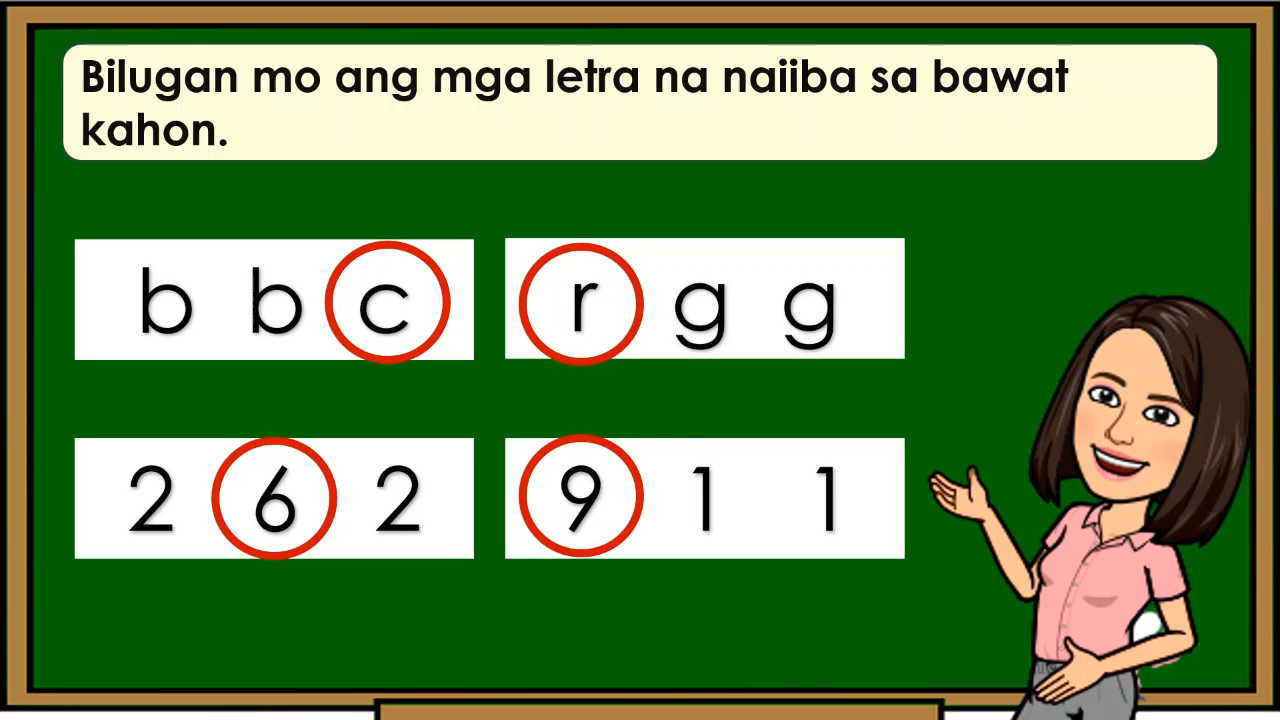 Bilugan mo ang mga letra na naiiba sa bawat
kahon.
b b c
r g g
2 6 2
9 1 1